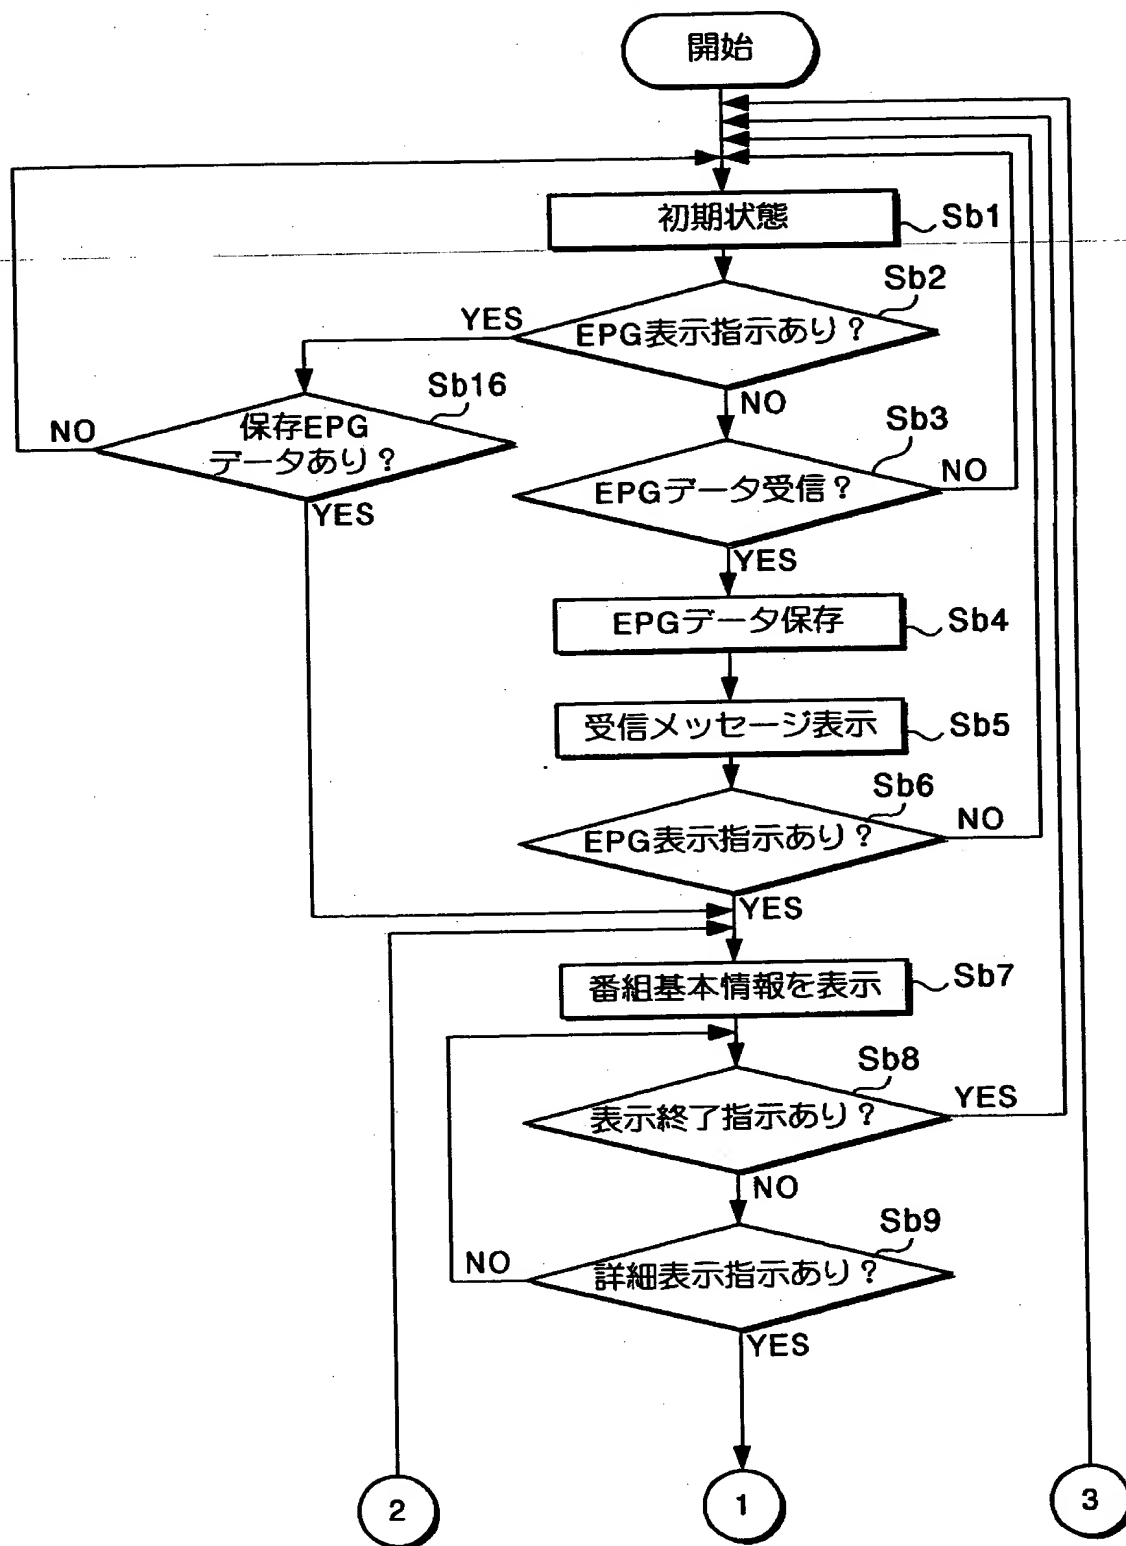 開始
初期状態
Sb1
Sb2
YES
EPG表示指示あり?
NO
Sb16
NO
保存EPG
データあり?
YES
Sb3
EPGデータ受信?
NO
YES
EPGデータ保存
Sb4
受信メッセージ表示
Sb5
Sb6
EPG表示指示あり?
NO
YES
番組基本情報を表示
Sb7
Sb8
表示終了指示あり?
YES
NO
Sb9
NO
詳細表示指示あり?
YES
2
1
3